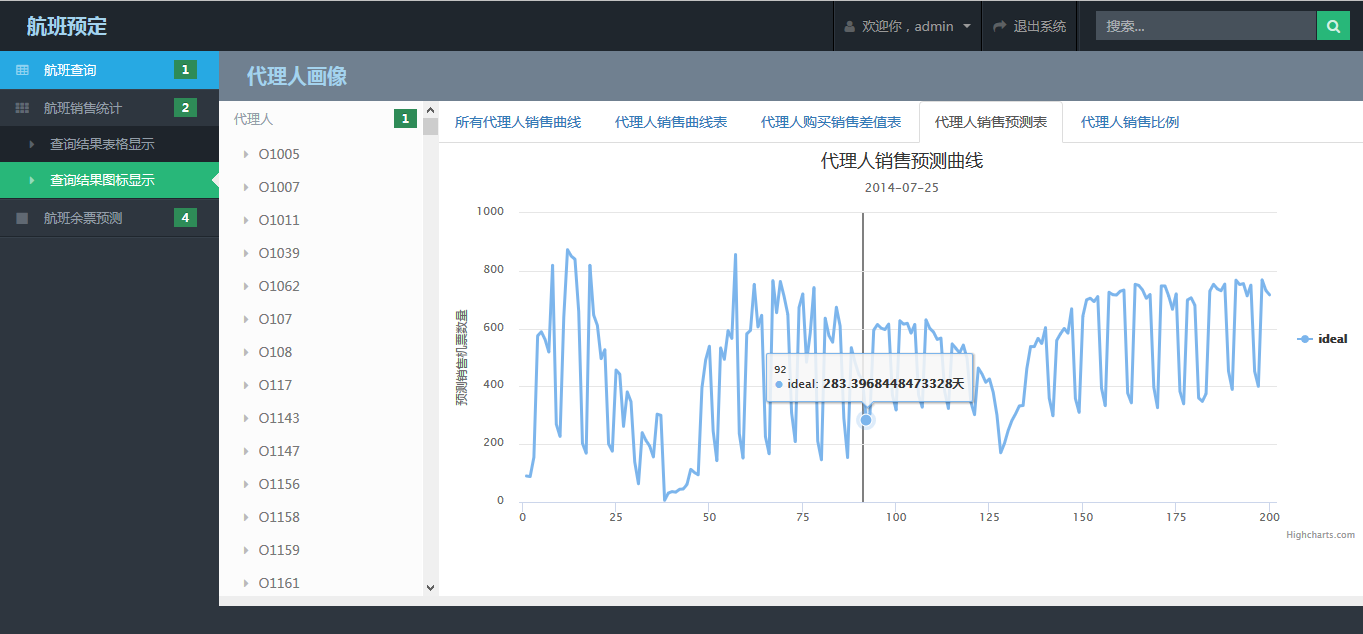 航班预定
欢迎你，admin
退出系统
搜索...
航班查询 1
航班销售统计 2
查询结果表格显示
查询结果图标显示
航班余票预测 4
代理人画像
代理人 1
O1005
O1007
O1011
O1039
O1062
O107
O108
O117
O1143
O1147
O1156
O1158
O1159
O1161
所有代理人销售曲线
代理人销售曲线表
代理人购买销售差值表
代理人销售预测表
代理人销售比例
代理人销售预测曲线
2014-07-25
预测销售机票数量
1000
800
600
400
200
0
0 25 50 75 100 125 150 175 200
92
ideal: 283.3968448473328天
ideal
Highcharts.com